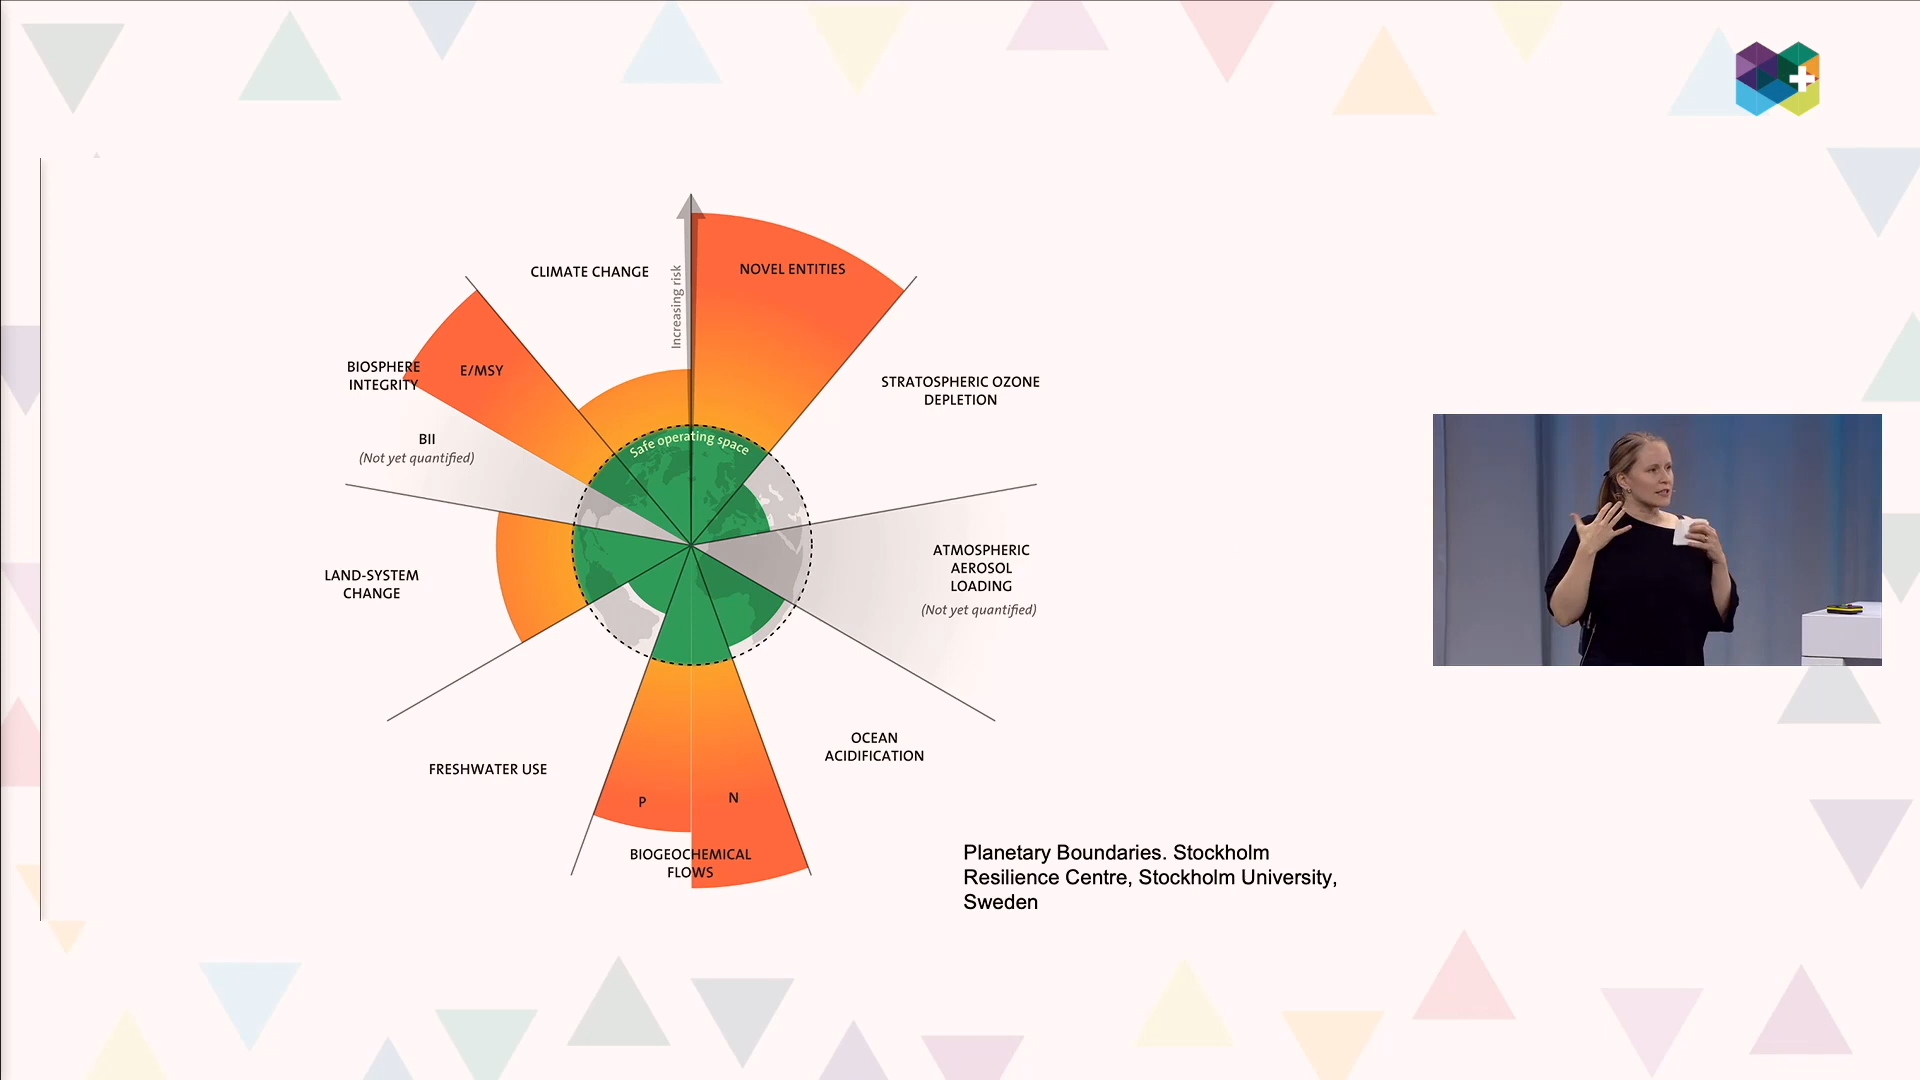 CLIMATE CHANGE
Increasing risk
NOVEL ENTITIES
BIOSPHERE
INTEGRITY
E/MSY
STRATOSPHERIC OZONE
DEPLETION
BII
(Not yet quantified)
Safe operating space
LAND-SYSTEM
CHANGE
ATMOSPHERIC
AEROSOL
LOADING
(Not yet quantified)
FRESHWATER USE
P
N
OCEAN
ACIDIFICATION
BIOGEOCHEMICAL
FLOWS
Planetary Boundaries. Stockholm
Resilience Centre, Stockholm University,
Sweden